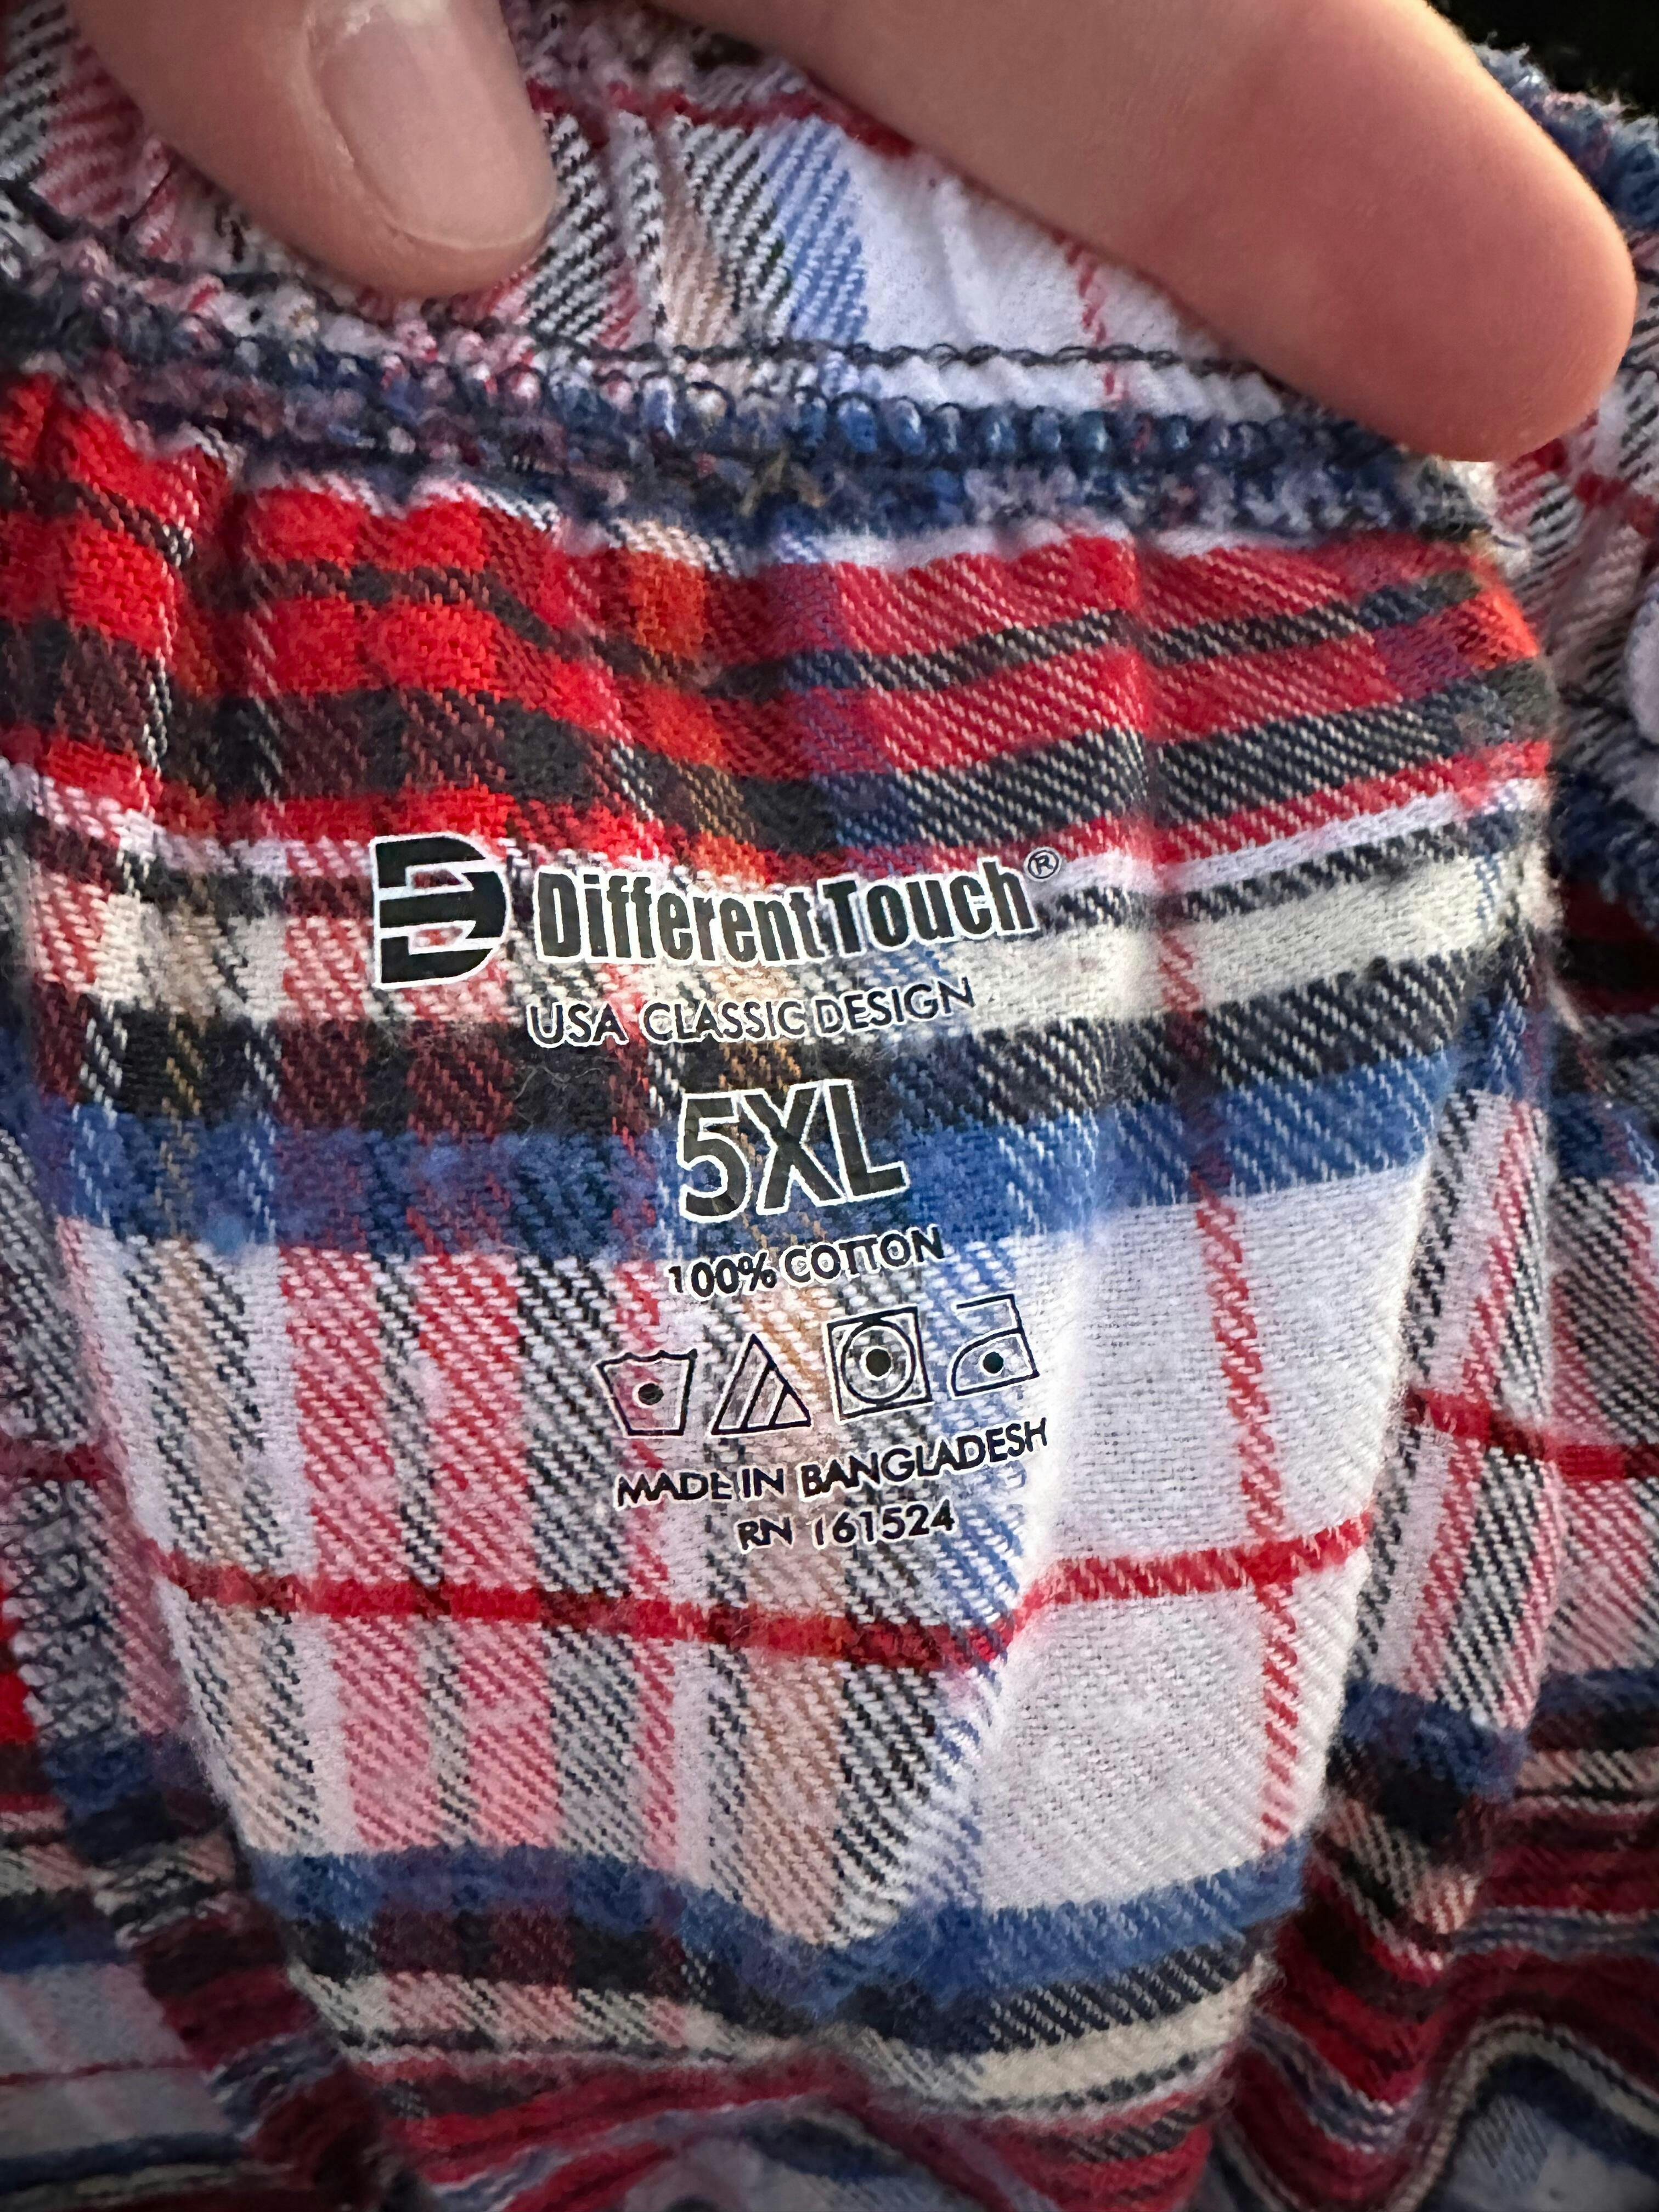 Different Touch®
USA CLASSIC DESIGN
5XL
100% COTTON
MADE IN BANGLADESH
RN 161524